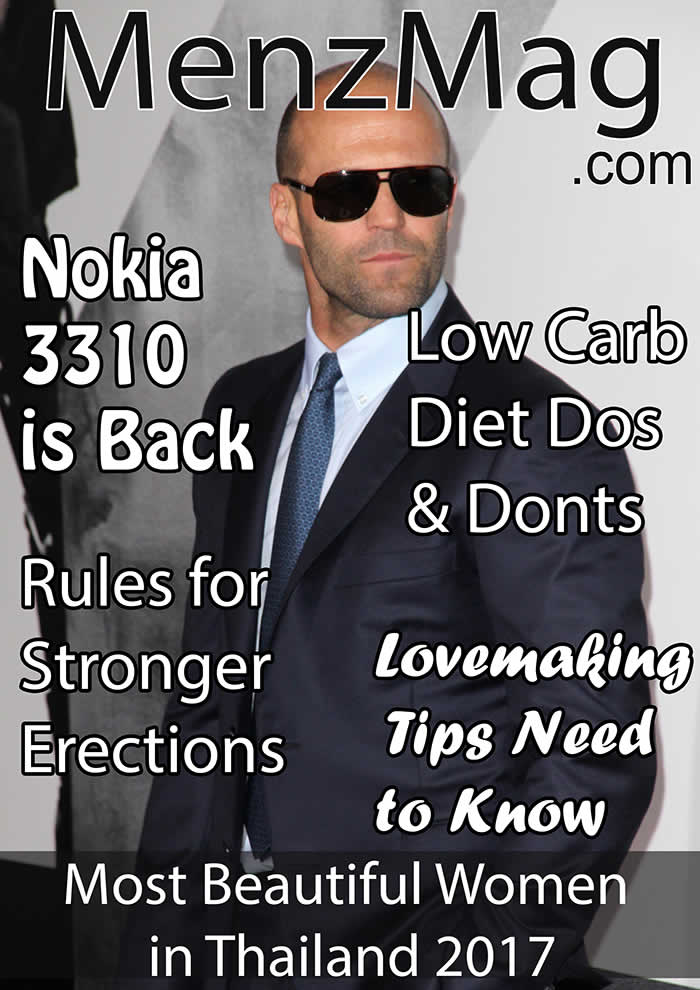 MenzMag
.com
Nokia
3310
is Back
Low Carb
Diet Dos
& Donts
Rules for
Stronger
Erections
Lovemaking
Tips Need
to Know
Most Beautiful Women
in Thailand 2017